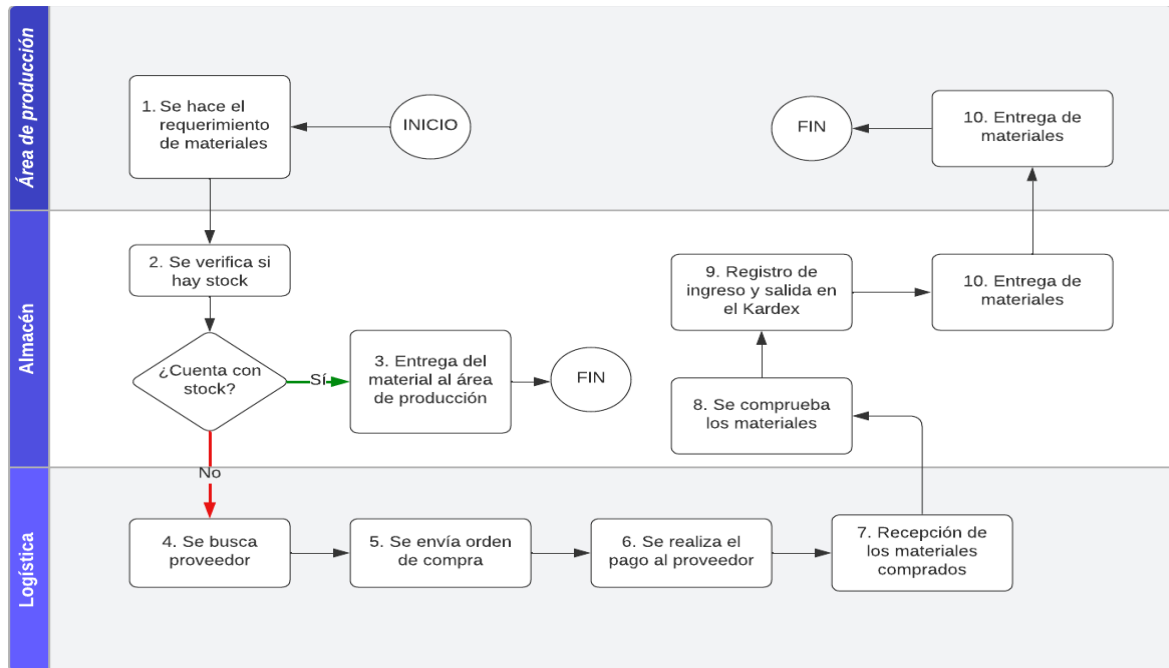 Área de producción
1. Se hace el
requerimiento
de materiales
INICIO
FIN
10. Entrega de
materiales
Almacén
2. Se verifica si
hay stock
¿Cuenta con
stock?
Sí
3. Entrega del
material al área
de producción
FIN
9. Registro de
ingreso y salida en
el Kardex
10. Entrega de
materiales
8. Se comprueba
los materiales
No
Logística
4. Se busca
proveedor
5. Se envía orden
de compra
6. Se realiza el
pago al proveedor
7. Recepción de
los materiales
comprados